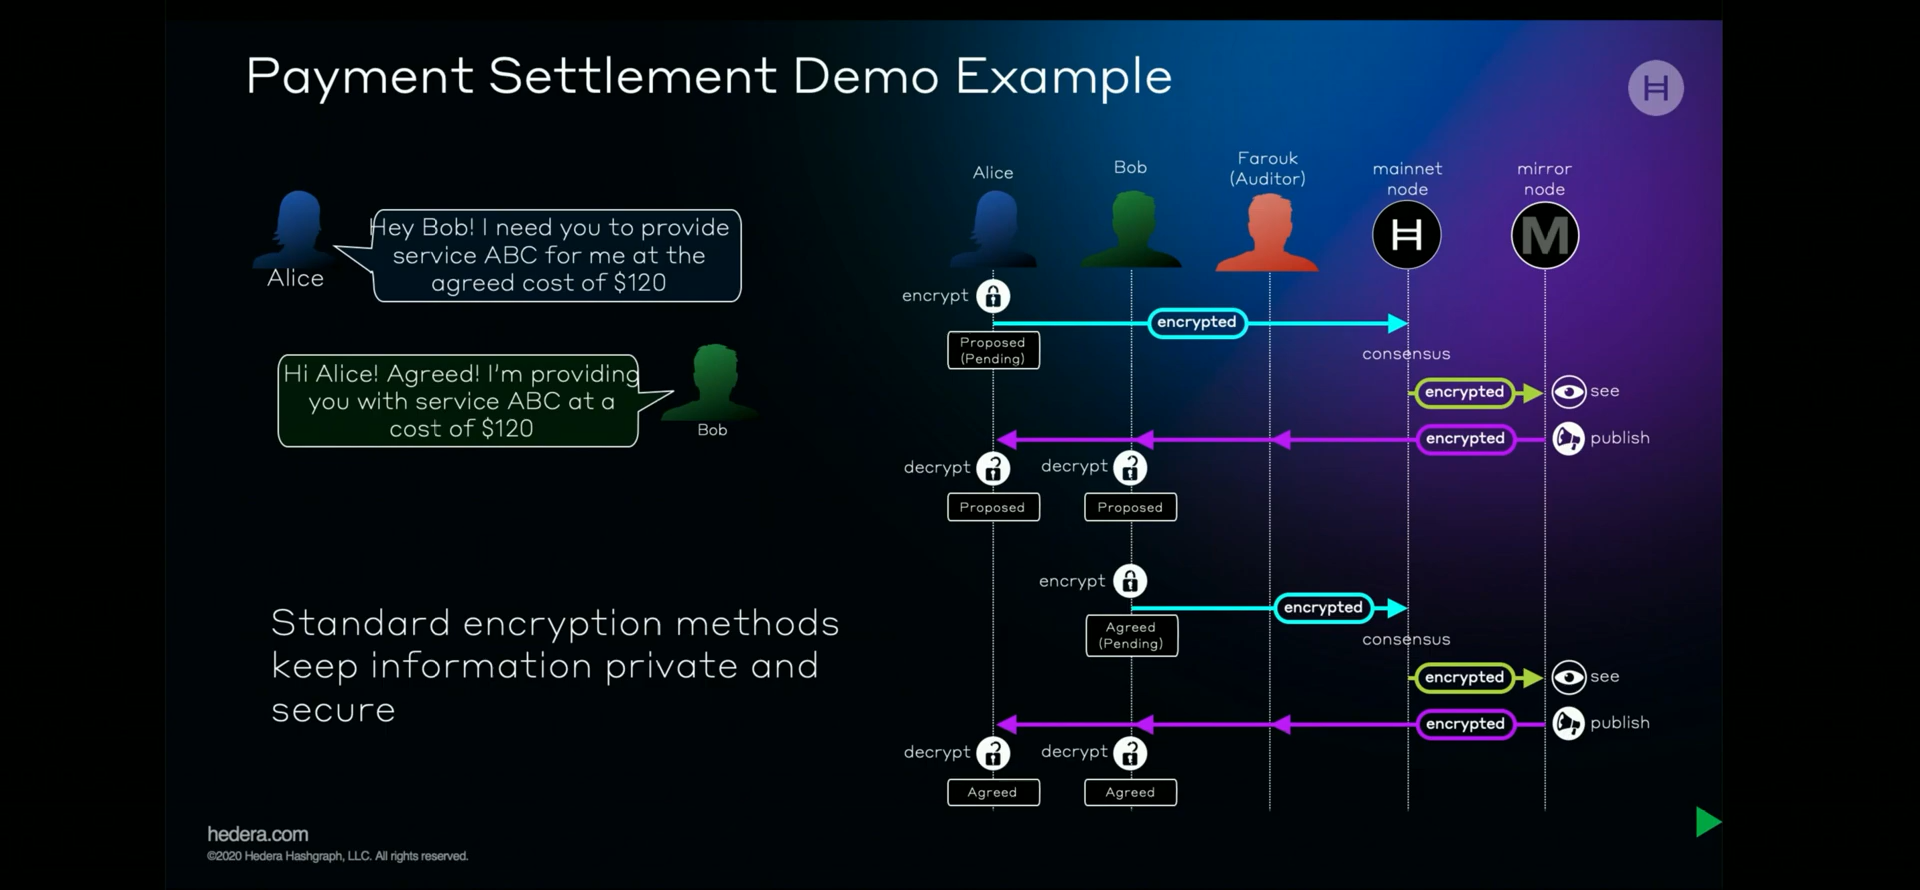 Payment Settlement Demo Example
H
Alice
Bob
Farouk
(Auditor)
mainnet
node
mirror
node
H
M
Hey Bob! I need you to provide
service ABC for me at the
agreed cost of $120
Alice
Hi Alice! Agreed! I'm providing
you with service ABC at a
cost of $120
Bob
encrypt
encrypted
Proposed
(Pending)
consensus
encrypted
see
encrypted
publish
decrypt
decrypt
Proposed
Proposed
encrypt
encrypted
Agreed
(Pending)
consensus
encrypted
see
encrypted
publish
decrypt
decrypt
Agreed
Agreed
Standard encryption methods
keep information private and
secure
hedera.com
©2020 Hedera Hashgraph, LLC. All rights reserved.